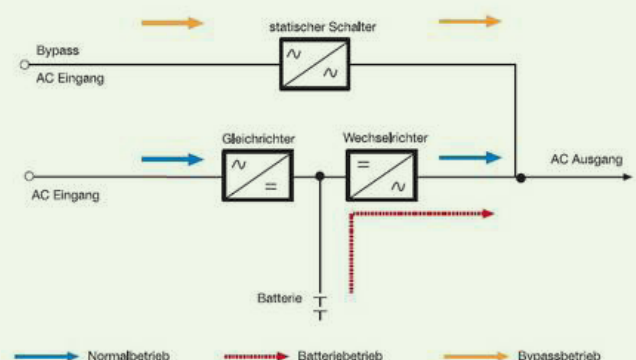 statischer Schalter
Bypass
AC Eingang
Gleichrichter
Wechselrichter
AC Ausgang
AC Eingang
Batterie
Normalbetrieb
Batteriebetrieb
Bypassbetrieb